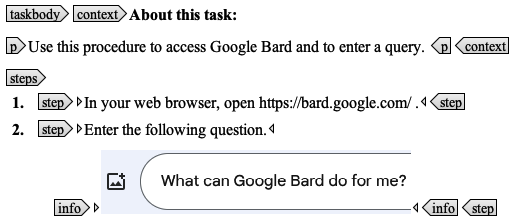 taskbody context About this task:
p Use this procedure to access Google Bard and to enter a query. p context
steps
1. step In your web browser, open https://bard.google.com/ . step
2. step Enter the following question.
What can Google Bard do for me?
info info step